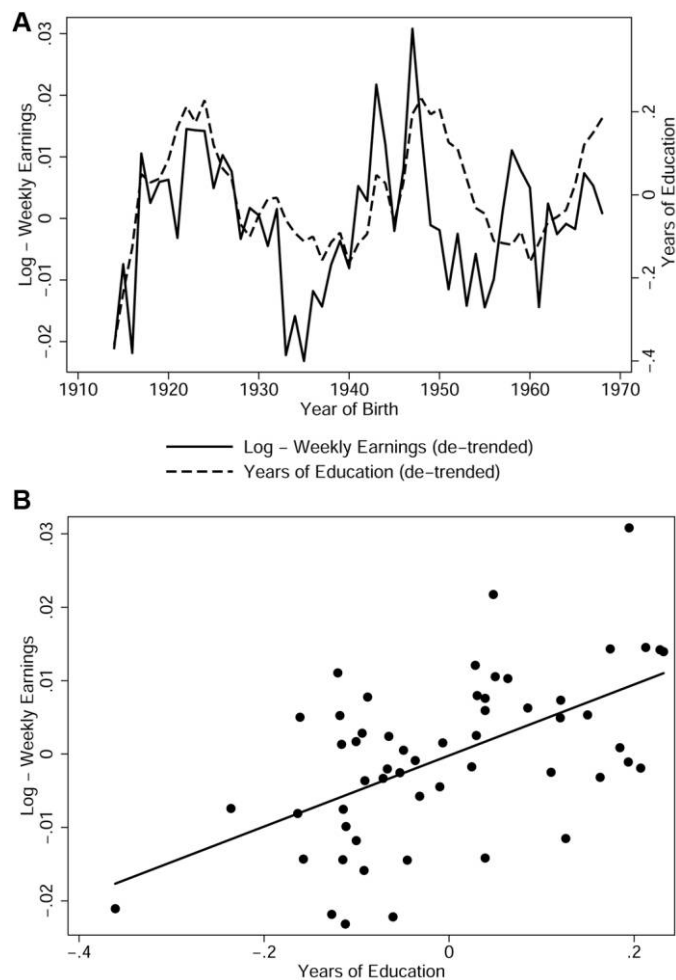 A
.03
.02
.01
0
-.01
-.02
Log – Weekly Earnings
.2
0
-.2
-.4
Years of Education
1910 1920 1930 1940 1950 1960 1970
Year of Birth
Log – Weekly Earnings (de-trended)
Years of Education (de-trended)
B
.03
.02
.01
0
-.01
-.02
Log – Weekly Earnings
-.4 -.2 0 .2
Years of Education